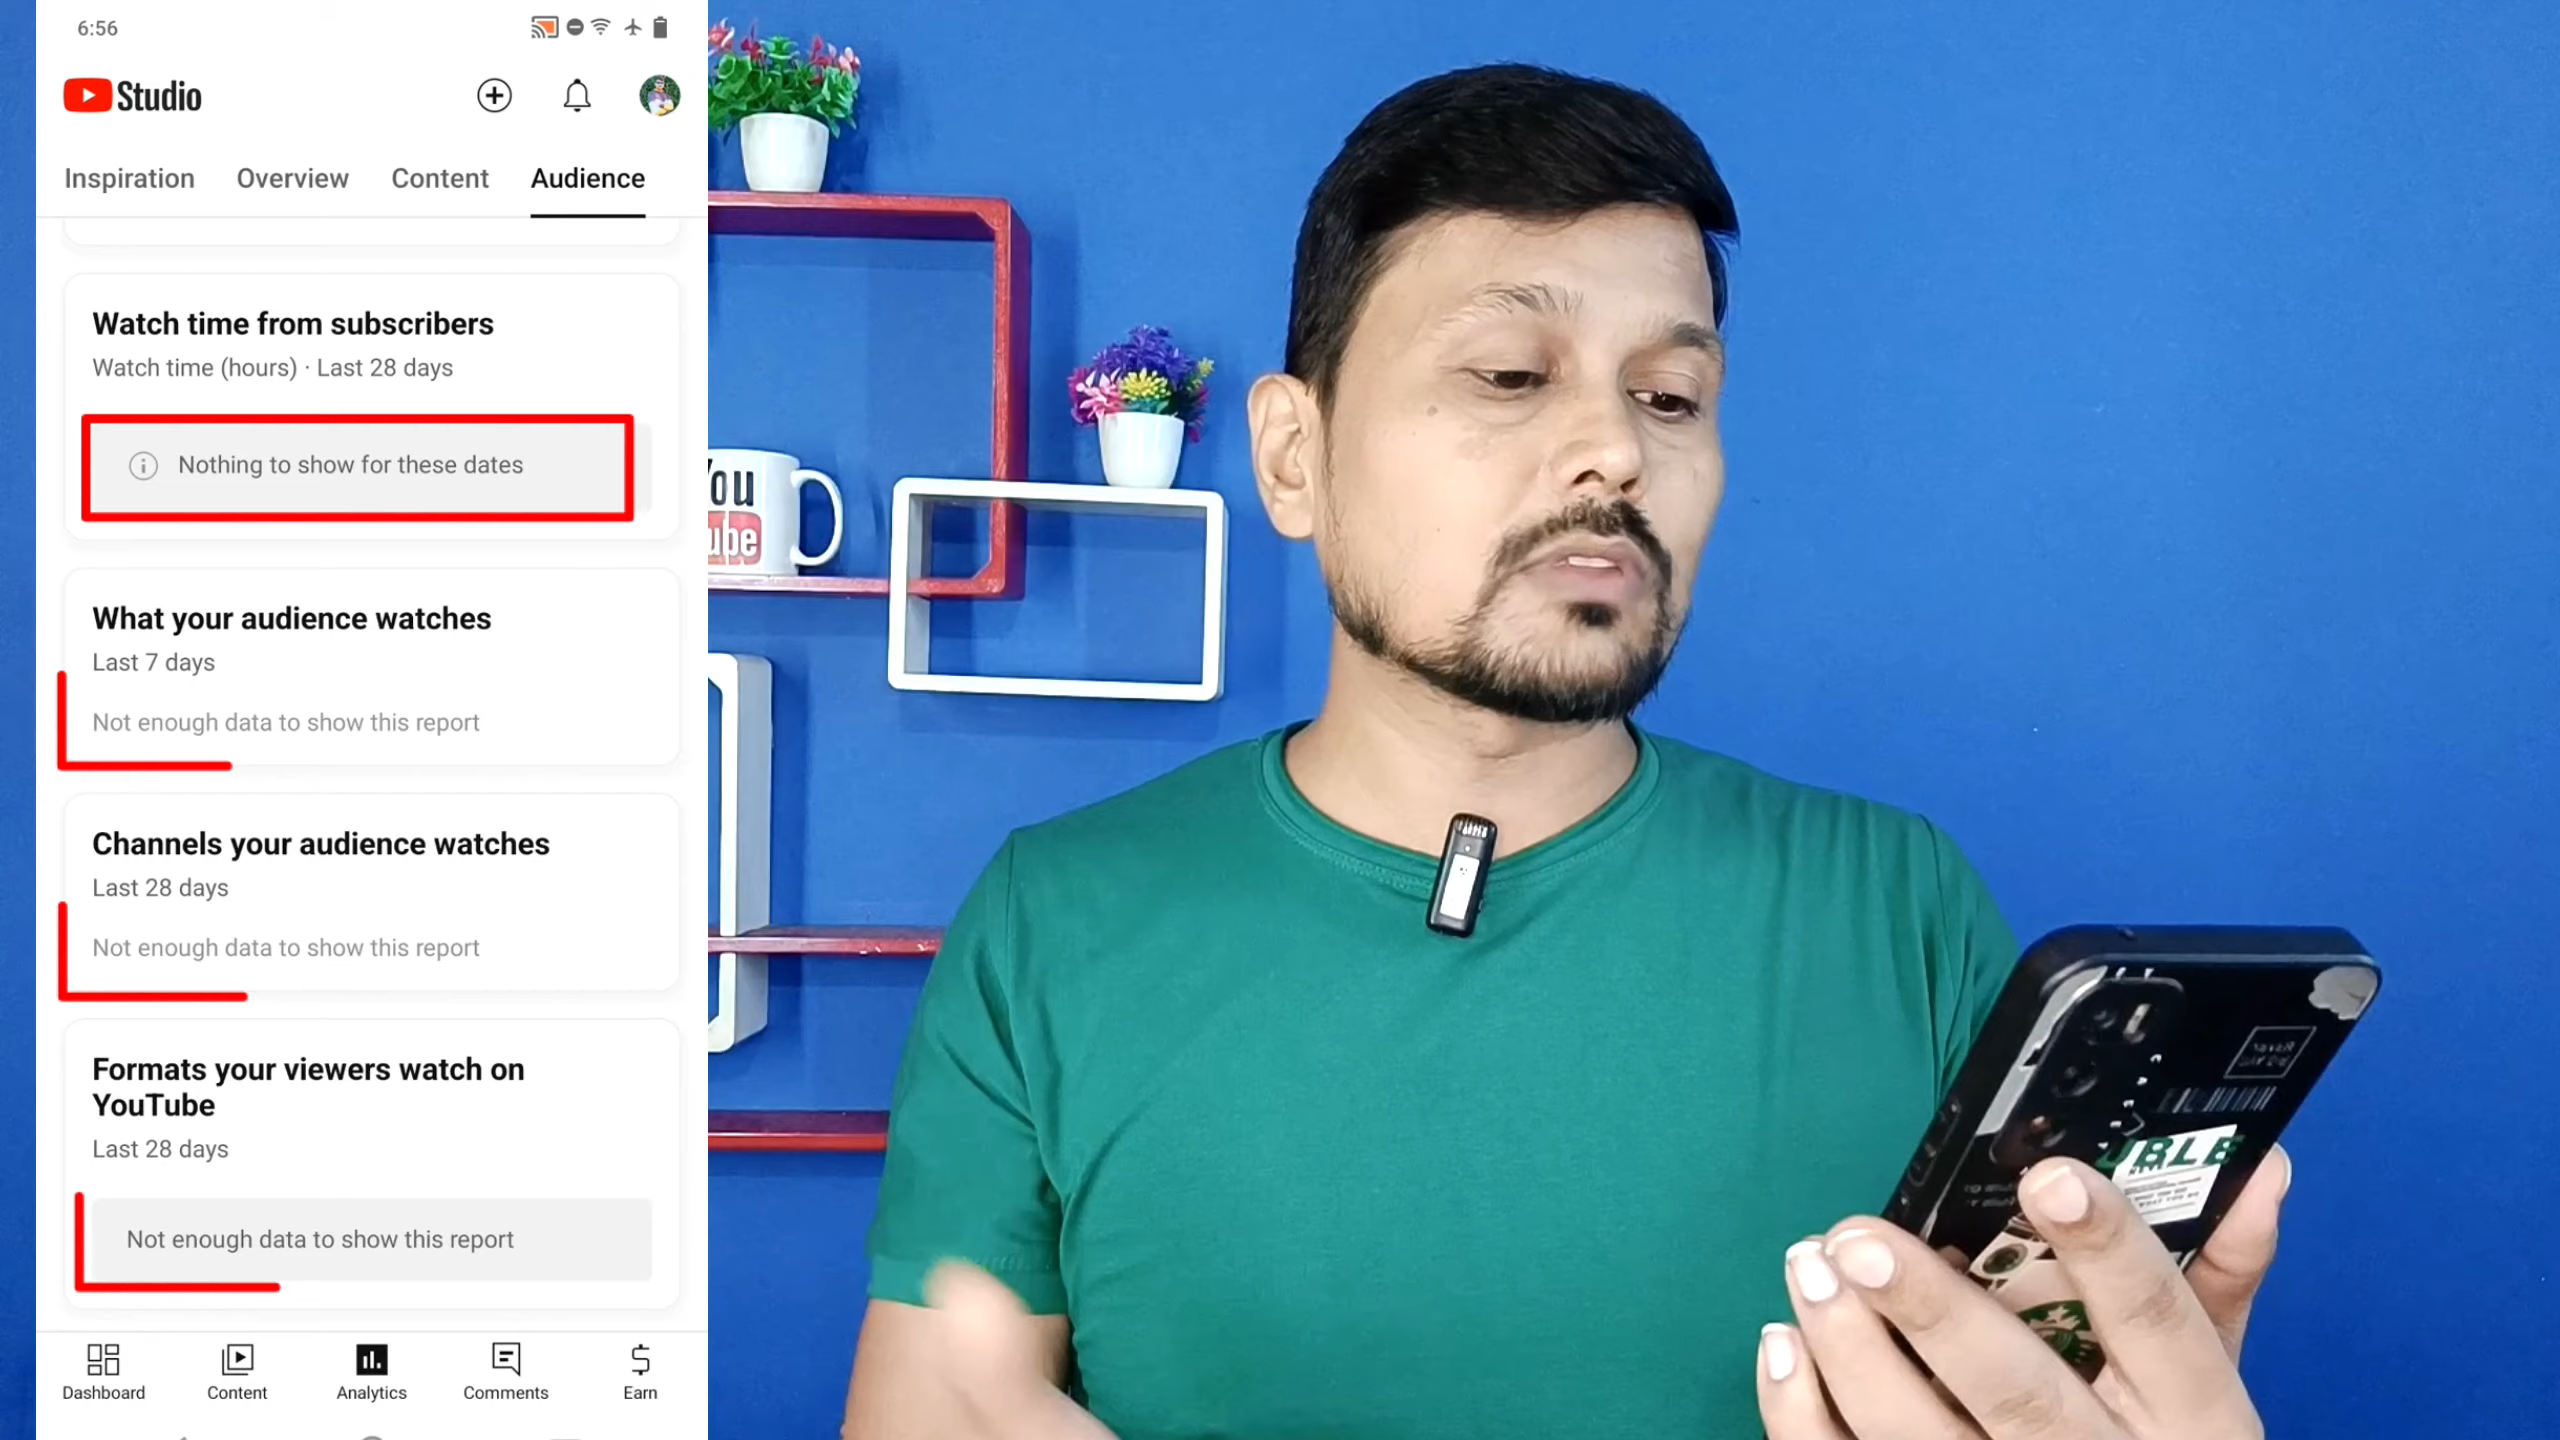 6:56
Studio
Inspiration Overview Content Audience
Watch time from subscribers
Watch time (hours) · Last 28 days
Nothing to show for these dates
What your audience watches
Last 7 days
Not enough data to show this report
Channels your audience watches
Last 28 days
Not enough data to show this report
Formats your viewers watch on
YouTube
Last 28 days
Not enough data to show this report
Dashboard Content Analytics Comments Earn
You
ube
UBLE